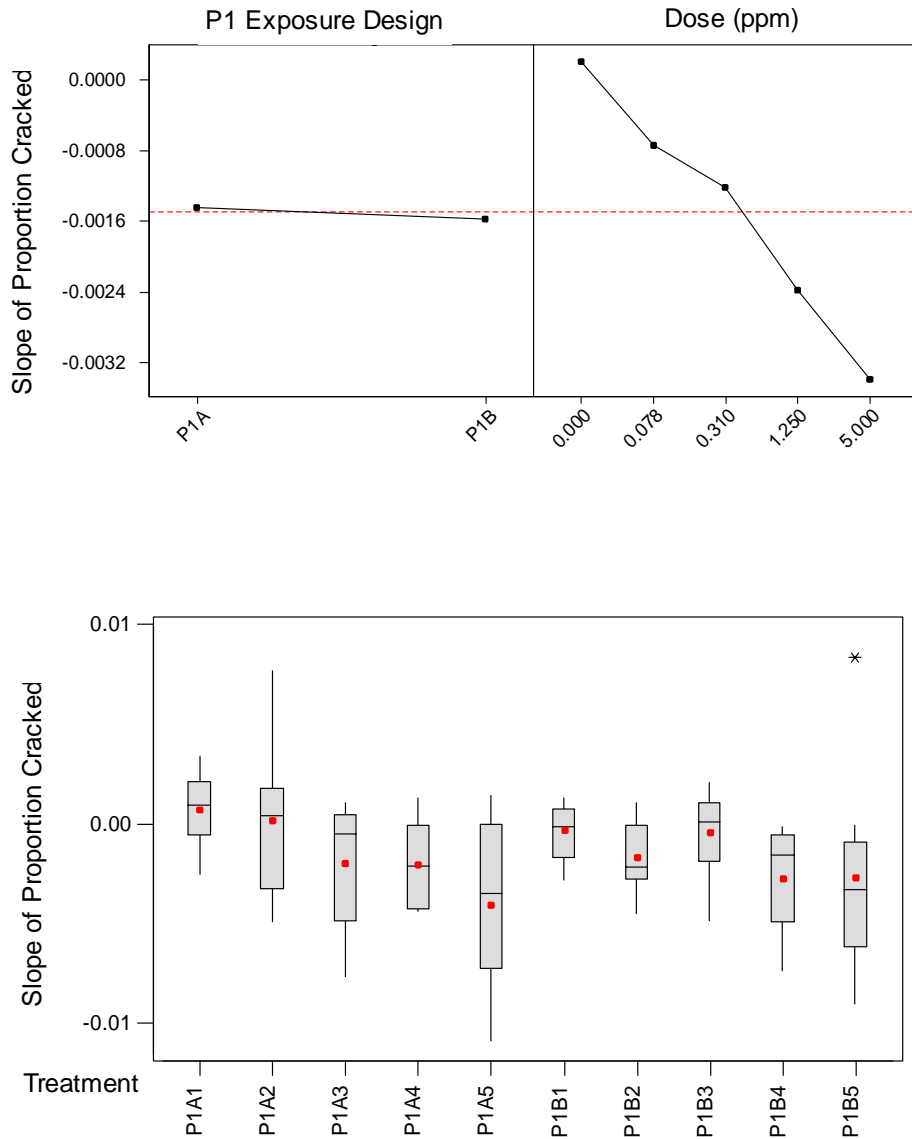 P1 Exposure Design Dose (ppm)
Slope of Proportion Cracked
0.0000
-0.0008
-0.0016
-0.0024
-0.0032
P1A P1B 0.000 0.078 0.310 1.250 5.000
Slope of Proportion Cracked
0.01
0.00
-0.01
Treatment P1A1 P1A2 P1A3 P1A4 P1A5 P1B1 P1B2 P1B3 P1B4 P1B5